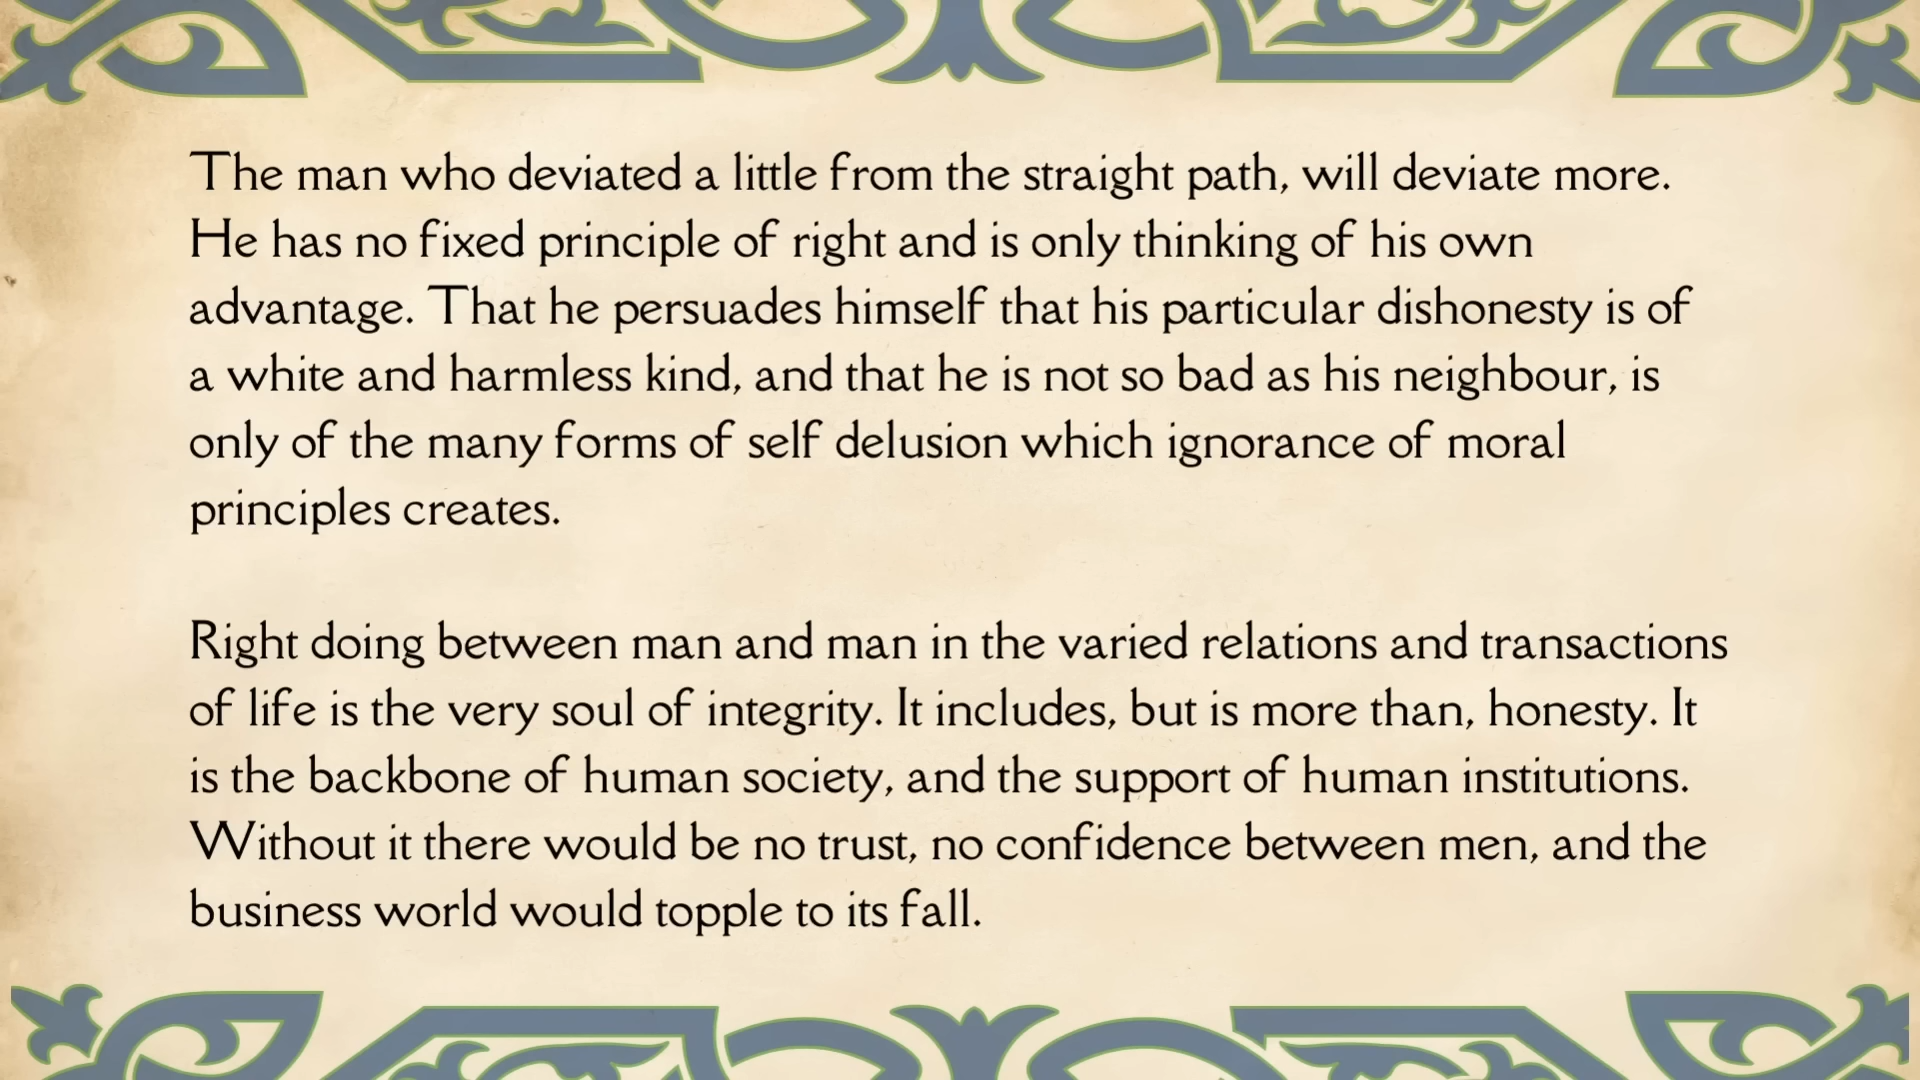 The man who deviated a little from the straight path, will deviate more.
He has no fixed principle of right and is only thinking of his own
advantage. That he persuades himself that his particular dishonesty is of
a white and harmless kind, and that he is not so bad as his neighbour, is
only of the many forms of self delusion which ignorance of moral
principles creates.
Right doing between man and man in the varied relations and transactions
of life is the very soul of integrity. It includes, but is more than, honesty. It
is the backbone of human society, and the support of human institutions.
Without it there would be no trust, no confidence between men, and the
business world would topple to its fall.